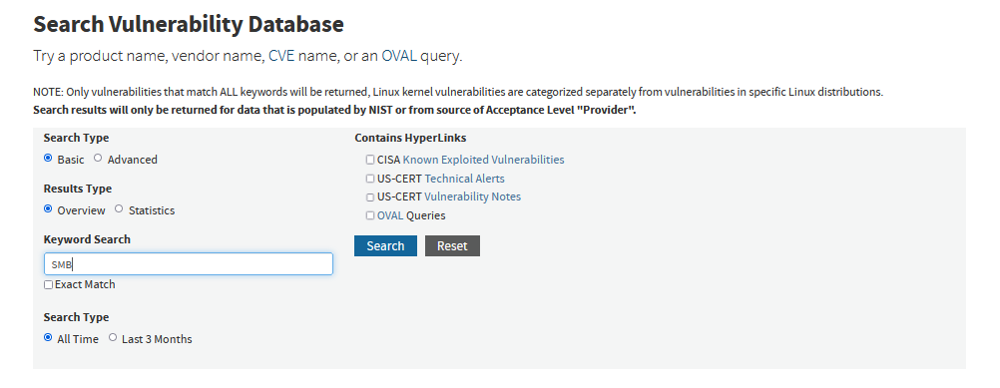 Search Vulnerability Database
Try a product name, vendor name, CVE name, or an OVAL query.
NOTE: Only vulnerabilities that match ALL keywords will be returned, Linux kernel vulnerabilities are categorized separately from vulnerabilities in specific Linux distributions.
Search results will only be returned for data that is populated by NIST or from source of Acceptance Level "Provider".
Search Type
Basic Advanced
Results Type
Overview Statistics
Keyword Search
SMB
Exact Match
Search Type
All Time Last 3 Months
Contains HyperLinks
CISA Known Exploited Vulnerabilities
US-CERT Technical Alerts
US-CERT Vulnerability Notes
OVAL Queries
Search Reset